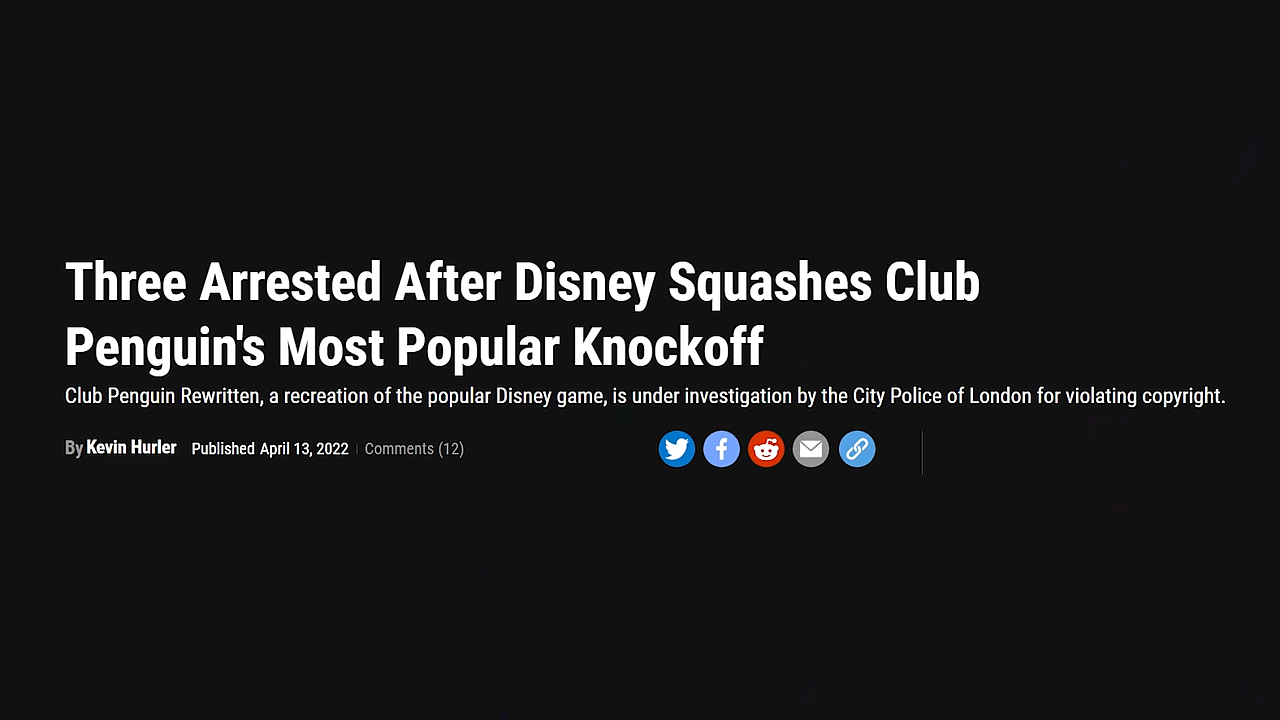 Three Arrested After Disney Squashes Club
Penguin's Most Popular Knockoff
Club Penguin Rewritten, a recreation of the popular Disney game, is under investigation by the City Police of London for violating copyright.
By Kevin Hurler Published April 13, 2022 Comments (12)